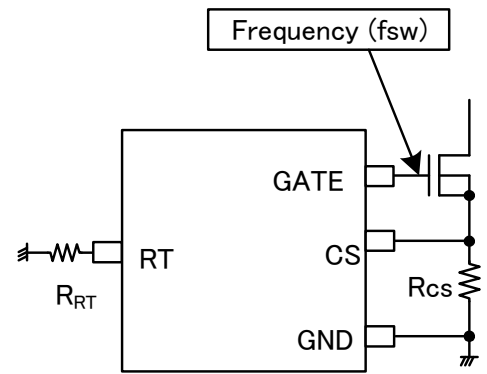 Frequency (fsw)
GATE
RT
CS
RRT
Rcs
GND